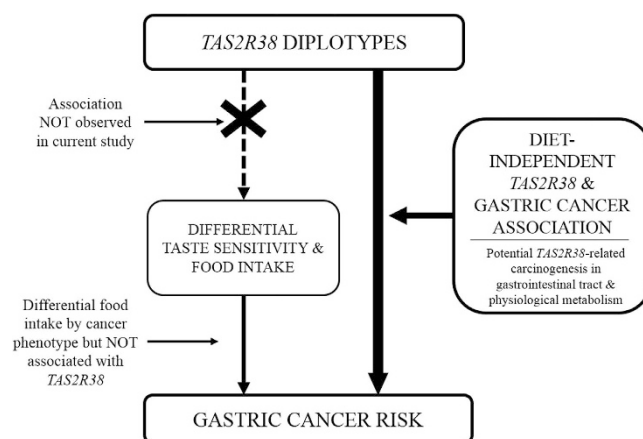 TAS2R38 DIPLOTYPES
Association
NOT observed
in current study
DIET-
INDEPENDENT
TAS2R38 &
GASTRIC CANCER
ASSOCIATION
Potential TAS2R38-related
carcinogenesis in
gastrointestinal tract &
physiological metabolism
DIFFERENTIAL
TASTE SENSITIVITY &
FOOD INTAKE
Differential food
intake by cancer
phenotype but NOT
associated with
TAS2R38
GASTRIC CANCER RISK